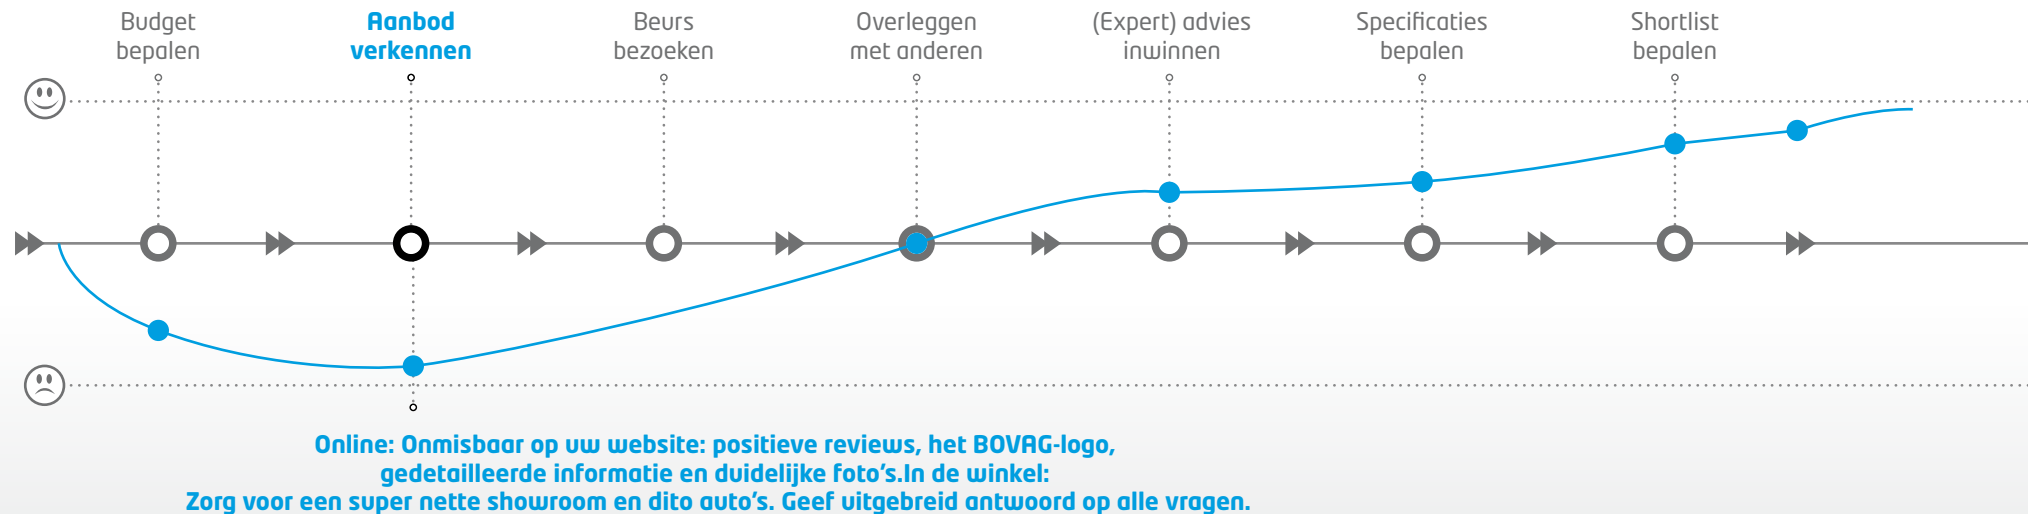 Budget
bepalen
Aanbod
verkennen
Beurs
bezoeken
Overleggen
met anderen
(Expert) advies
inwinnen
Specificaties
bepalen
Shortlist
bepalen
Online: Onmisbaar op uw website: positieve reviews, het BOVAG-logo,
gedetailleerde informatie en duidelijke foto's.In de winkel:
Zorg voor een super nette showroom en dito auto's. Geef uitgebreid antwoord op alle vragen.